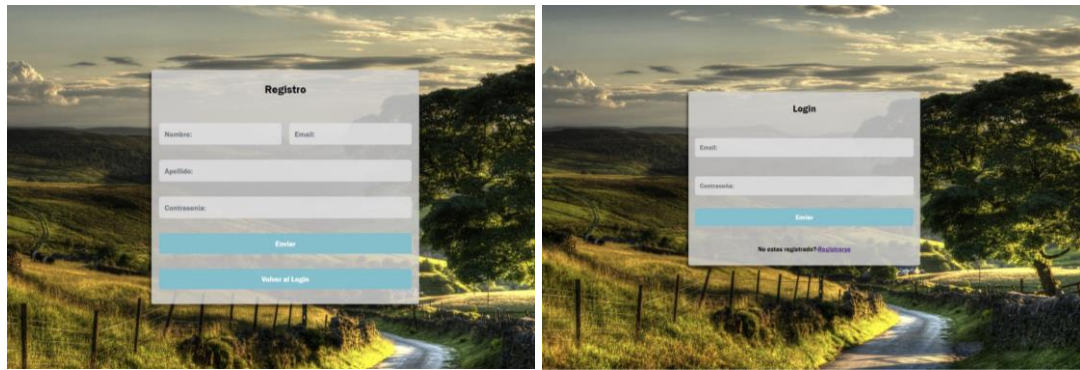 Registro
Nombre: Email:
Apellido:
Contrasenia:
Enviar
Volver al Login
Login
Email:
Contraseña:
Enviar
No estas registrado? Registrarse